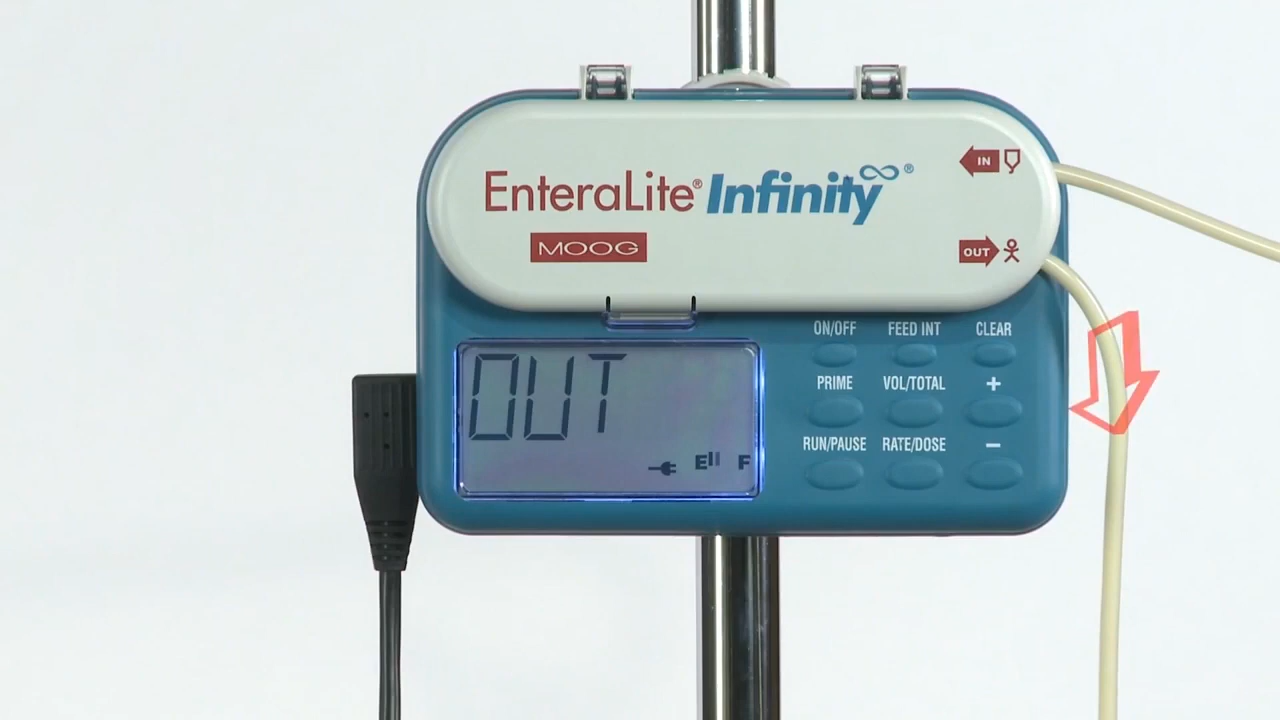 EnteraLite® Infinity®
MOOG
IN
OUT
ON/OFF FEED INT CLEAR
PRIME VOL/TOTAL +
RUN/PAUSE RATE/DOSE −
OUT
E F